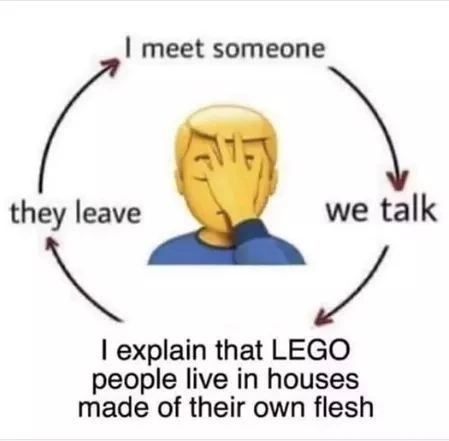 I meet someone
we talk
I explain that LEGO
people live in houses
made of their own flesh
they leave